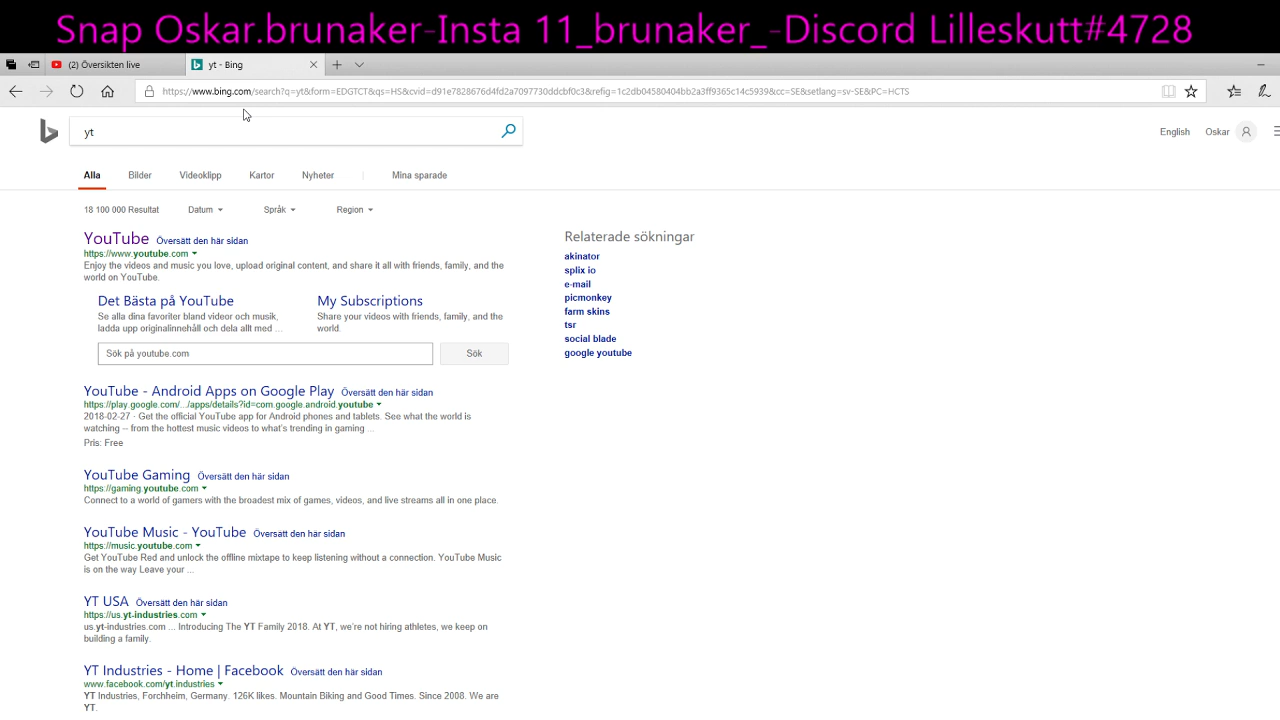 Snap Oskar.brunaker-Insta 11_brunaker_-Discord Lilleskutt#4728
(2) Översikten live
yt - Bing
https://www.bing.com/search?q=yt&form=EDGTCT&qs=HS&cvid=d91e7828676d4fd2a7097730ddcbf0c3&refig=1c2db04580404bb2a3ff9365c14c5939&cc=SE&setlang=sv-SE&PC=HCTS
yt
English Oskar
Alla Bilder Videoklipp Kartor Nyheter Mina sparade
18 100 000 Resultat Datum Språk Region
YouTube Översätt den här sidan
https://www.youtube.com
Enjoy the videos and music you love, upload original content, and share it all with friends, family, and the
world on YouTube.
Det Bästa på YouTube
Se alla dina favoriter bland videor och musik,
ladda upp originalinnehåll och dela allt med ...
My Subscriptions
Share your videos with friends, family, and the
world.
Sök på youtube.com Sök
YouTube - Android Apps on Google Play Översätt den här sidan
https://play.google.com/.../apps/details?id=com.google.android.youtube
2018-02-27 · Get the official YouTube app for Android phones and tablets. See what the world is
watching -- from the hottest music videos to what's trending in gaming ...
Pris: Free
YouTube Gaming Översätt den här sidan
https://gaming.youtube.com
Connect to a world of gamers with the broadest mix of games, videos, and live streams all in one place.
YouTube Music - YouTube Översätt den här sidan
https://music.youtube.com
Get YouTube Red and unlock the offline mixtape to keep listening without a connection. YouTube Music
is on the way Leave your ...
YT USA Översätt den här sidan
https://us.yt-industries.com
us.yt-industries.com ... Introducing The YT Family 2018. At YT, we're not hiring athletes, we keep on
building a family.
YT Industries - Home | Facebook Översätt den här sidan
www.facebook.com/yt.industries
YT Industries, Forchheim, Germany. 126K likes. Mountain Biking and Good Times. Since 2008. We are
YT.
Relaterade sökningar
akinator
splix io
e-mail
picmonkey
farm skins
tsr
social blade
google youtube